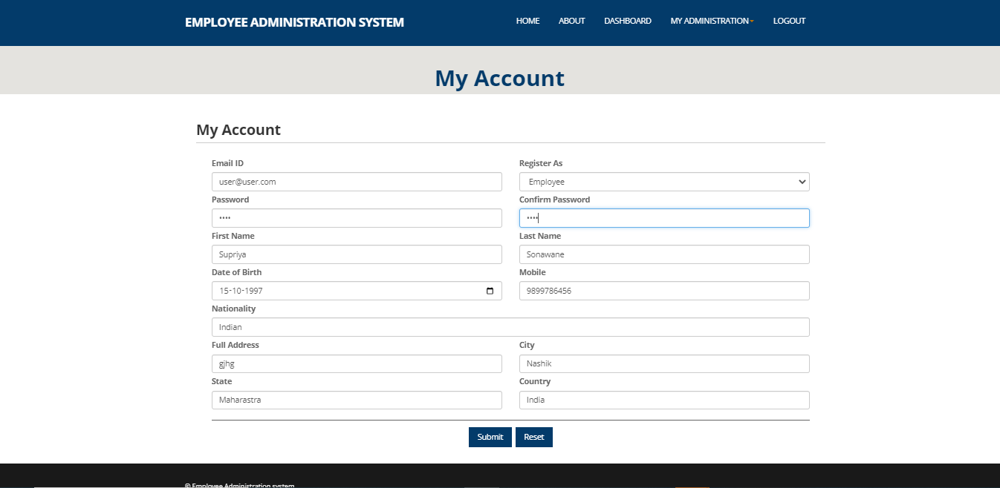 EMPLOYEE ADMINISTRATION SYSTEM HOME ABOUT DASHBOARD MY ADMINISTRATION LOGOUT
My Account
My Account
Email ID Register As
user@user.com Employee
Password Confirm Password
•••• ••••
First Name Last Name
Supriya Sonawane
Date of Birth Mobile
15-10-1997 9899786456
Nationality
Indian
Full Address City
gjhg Nashik
State Country
Maharastra India
Submit Reset
© Employee Administration system